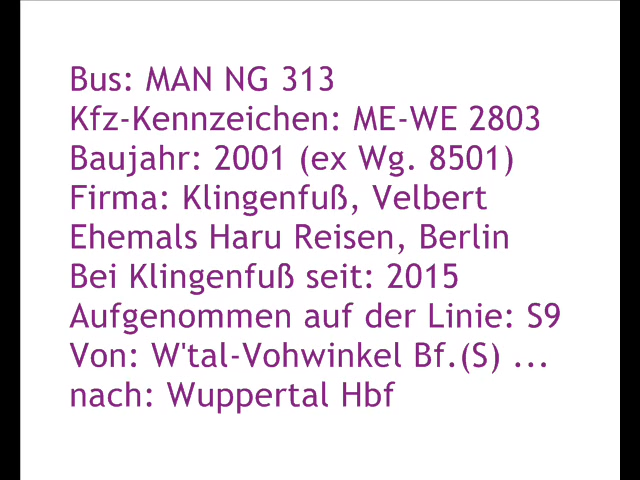 Bus: MAN NG 313
Kfz-Kennzeichen: ME-WE 2803
Baujahr: 2001 (ex Wg. 8501)
Firma: Klingenfuß, Velbert
Ehemals Haru Reisen, Berlin
Bei Klingenfuß seit: 2015
Aufgenommen auf der Linie: S9
Von: W'tal-Vohwinkel Bf.(S) ...
nach: Wuppertal Hbf